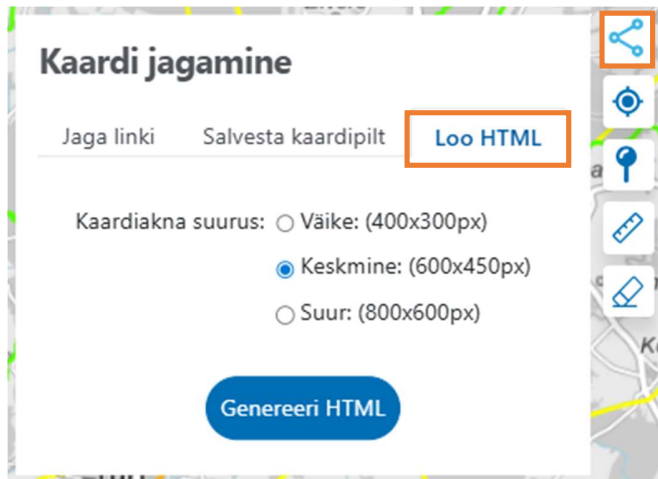 Kaardi jagamine
Jaga linki Salvesta kaardipilt Loo HTML
Kaardiakna suurus: Väike: (400x300px)
Keskmine: (600x450px)
Suur: (800x600px)
Genereeri HTML